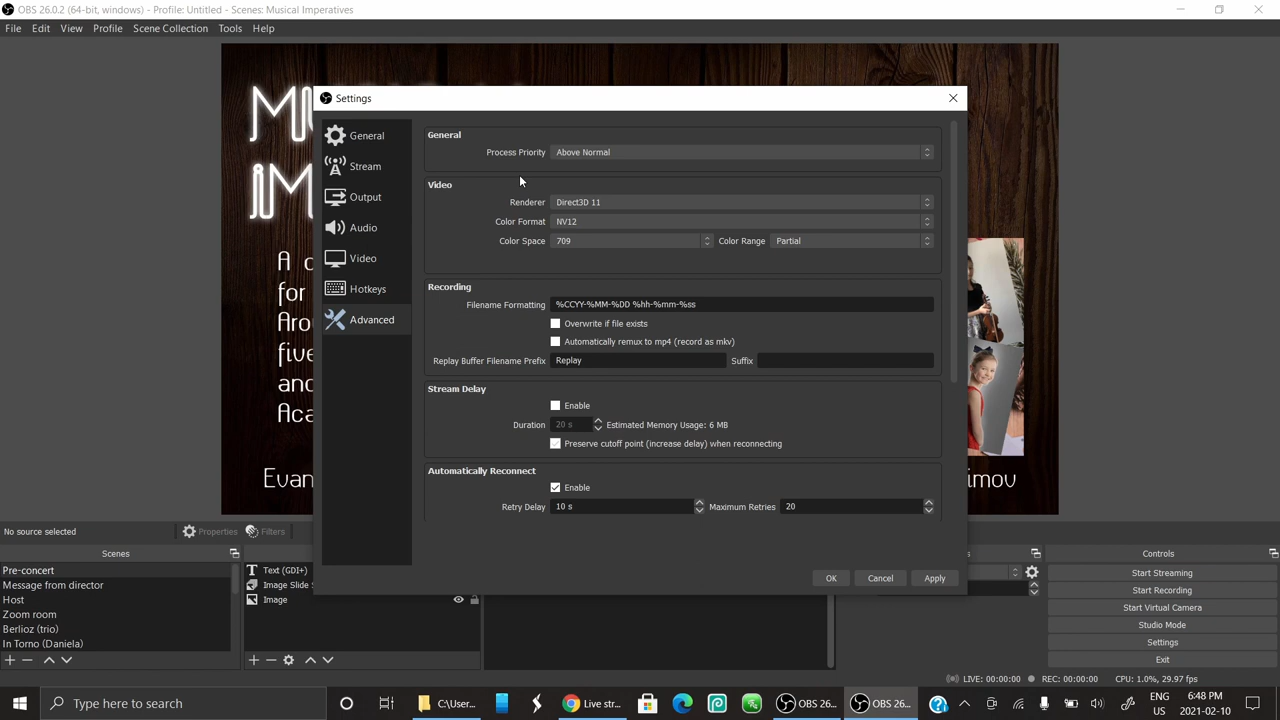 OBS 26.0.2 (64-bit, windows) - Profile: Untitled - Scenes: Musical Imperatives
File Edit View Profile Scene Collection Tools Help
Settings
General
Stream
Output
Audio
Video
Hotkeys
Advanced
General
Process Priority Above Normal
Video
Renderer Direct3D 11
Color Format NV12
Color Space 709 Color Range Partial
Recording
Filename Formatting %CCYY-%MM-%DD %hh-%mm-%ss
Overwrite if file exists
Automatically remux to mp4 (record as mkv)
Replay Buffer Filename Prefix Replay Suffix
Stream Delay
Enable
Duration 20 s Estimated Memory Usage: 6 MB
Preserve cutoff point (increase delay) when reconnecting
Automatically Reconnect
Enable
Retry Delay 10 s Maximum Retries 20
OK Cancel Apply
for
five
and
Evan
imov
No source selected
Properties Filters
Scenes
Pre-concert
Message from director
Host
Zoom room
Berlioz (trio)
In Torno (Daniela)
Text (GDI+)
Image Slide
Image
Controls
Start Streaming
Start Recording
Start Virtual Camera
Studio Mode
Settings
Exit
LIVE: 00:00:00 REC: 00:00:00 CPU: 1.0%, 29.97 fps
Type here to search
C:\User...
Live str...
OBS 26...
OBS 26...
ENG
US
6:48 PM
2021-02-10